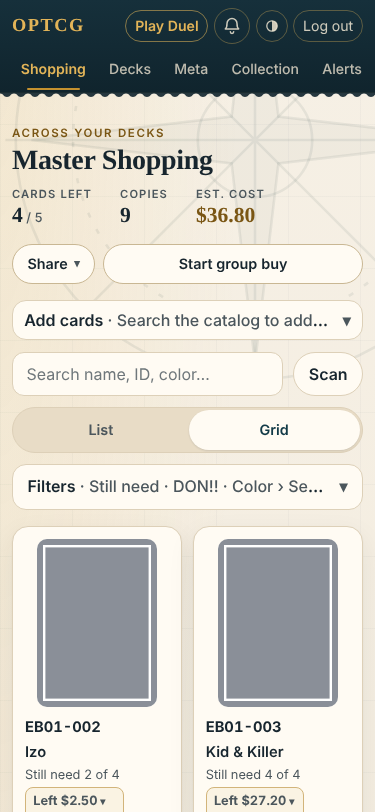 OPTCG
Play Duel
Log out
Shopping Decks Meta Collection Alerts
ACROSS YOUR DECKS
Master Shopping
CARDS LEFT COPIES EST. COST
4 / 5 9 $36.80
Share ▾ Start group buy
Add cards · Search the catalog to add... ▾
Search name, ID, color... Scan
List Grid
Filters · Still need · DON!! · Color › Se... ▾
EB01-002 EB01-003
Izo Kid & Killer
Still need 2 of 4 Still need 4 of 4
Left $2.50 ▾ Left $27.20 ▾